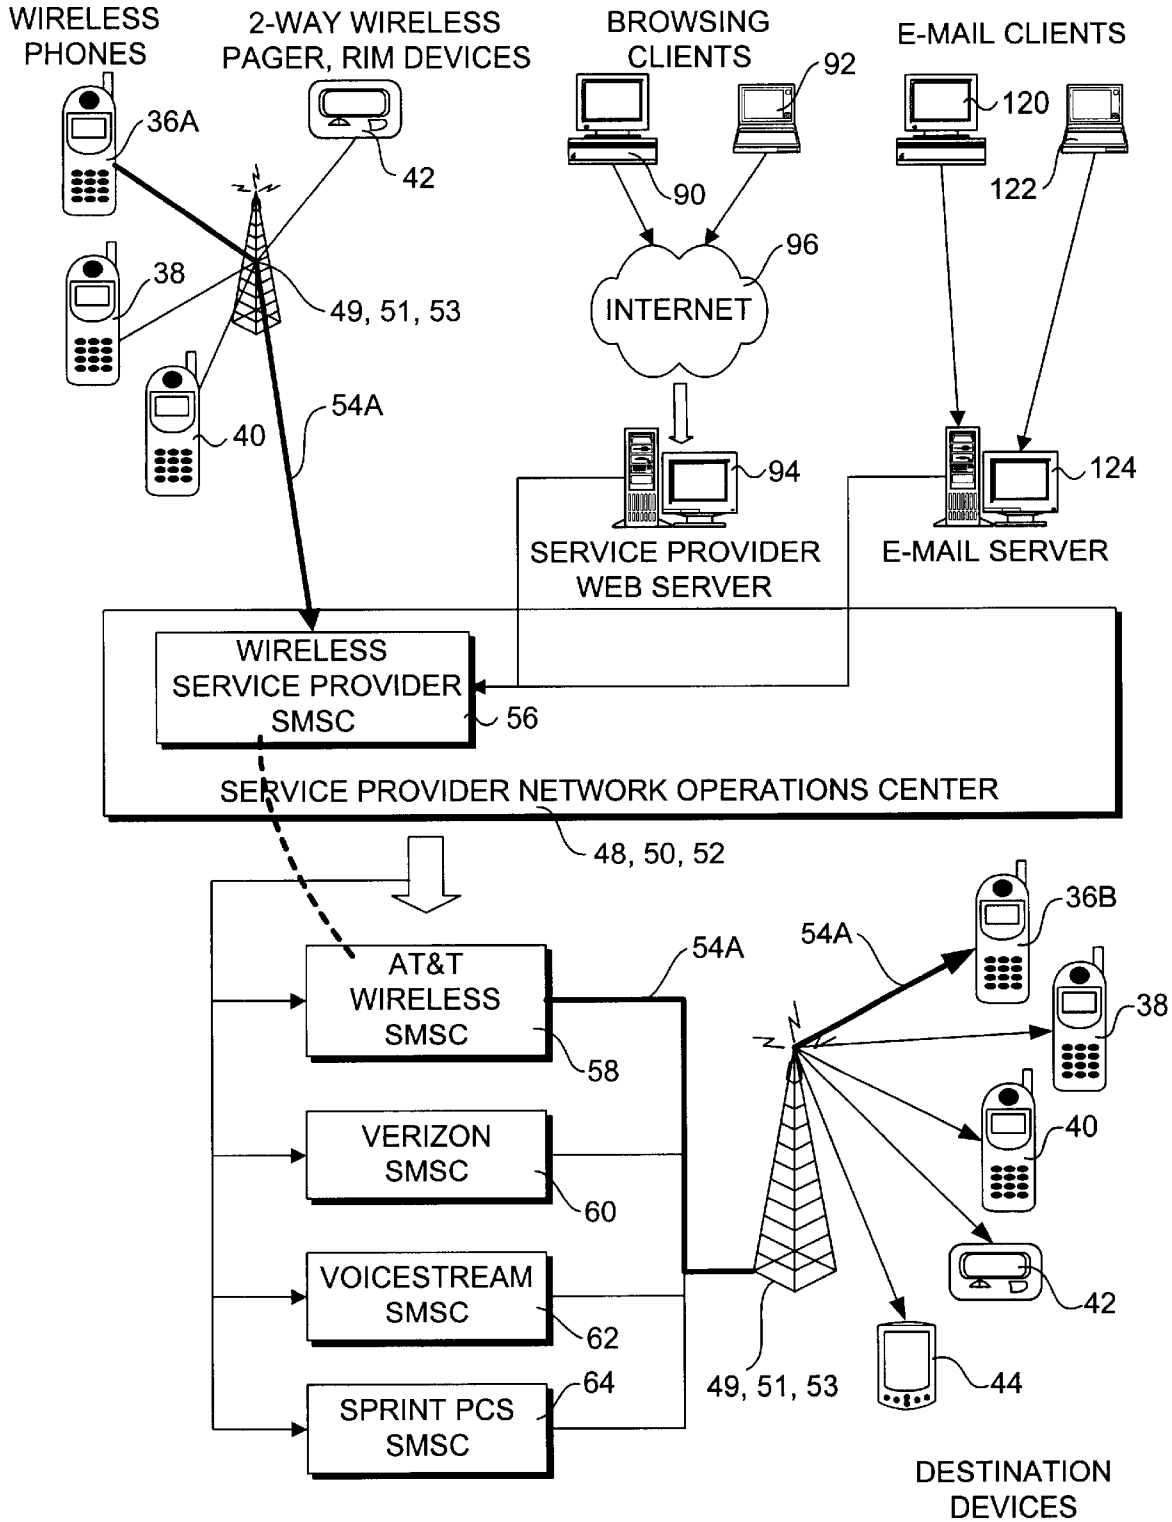 WIRELESS
PHONES
2-WAY WIRELESS
PAGER, RIM DEVICES
BROWSING
CLIENTS
E-MAIL CLIENTS
36A
42
92
90
120
122
38
49, 51, 53
96
INTERNET
40
54A
94
124
SERVICE PROVIDER
WEB SERVER
E-MAIL SERVER
WIRELESS
SERVICE PROVIDER
SMSC
56
SERVICE PROVIDER NETWORK OPERATIONS CENTER
48, 50, 52
AT&T
WIRELESS
SMSC
58
54A
54A
36B
38
VERIZON
SMSC
60
40
VOICESTREAM
SMSC
62
42
SPRINT PCS
SMSC
64
49, 51, 53
44
DESTINATION
DEVICES